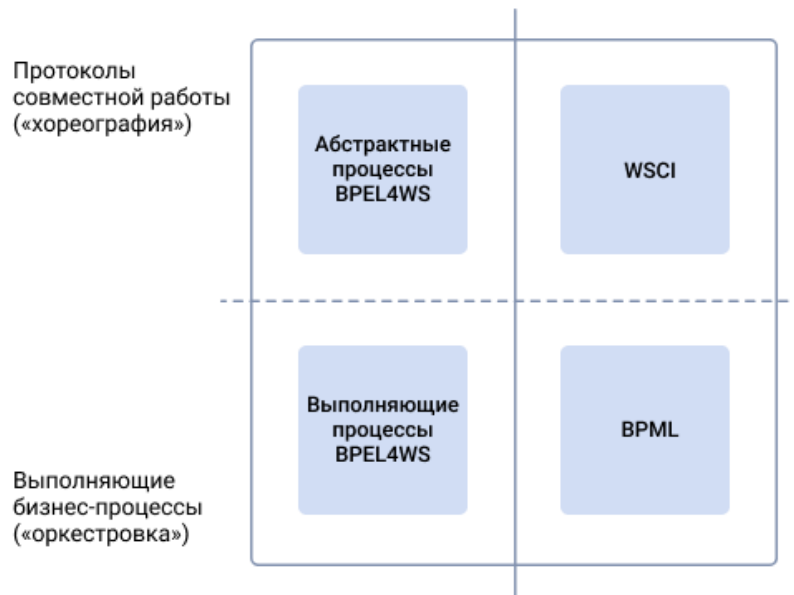 Протоколы
совместной работы
(«хореография»)
Абстрактные
процессы
BPEL4WS
WSCI
Выполняющие
процессы
BPEL4WS
BPML
Выполняющие
бизнес-процессы
(«оркестровка»)